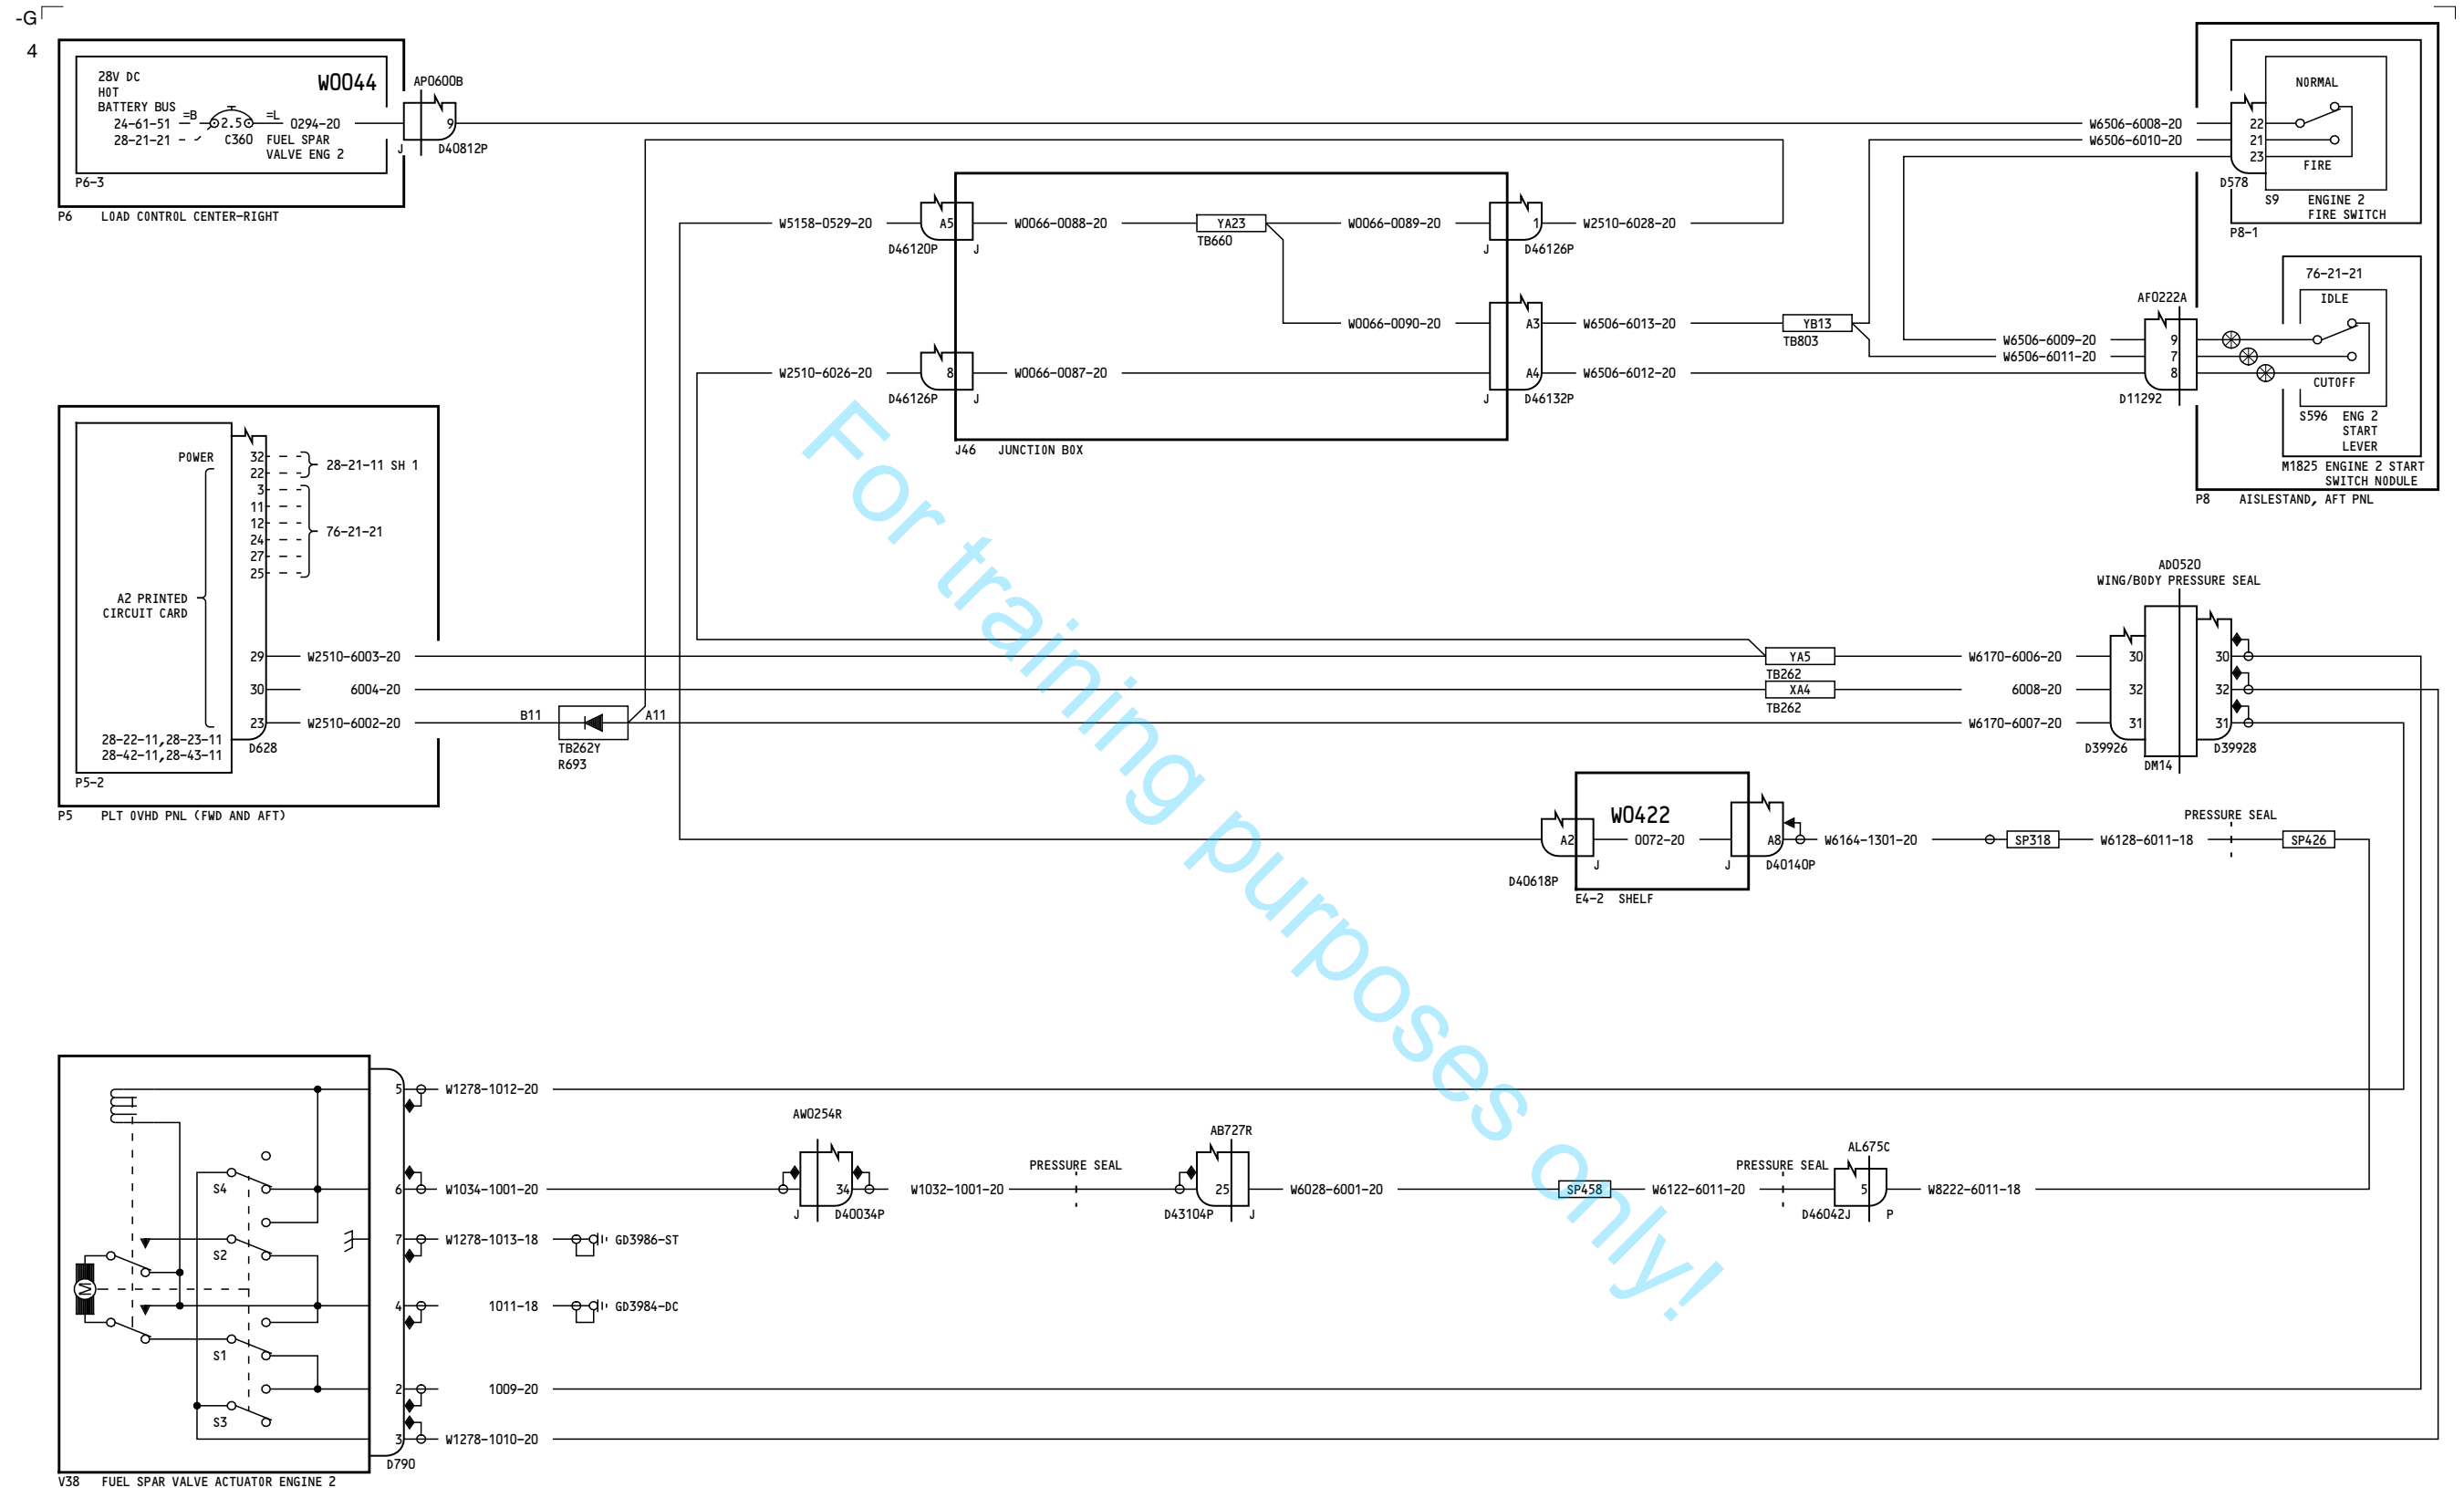 -G
4
28V DC
HOT
BATTERY BUS
24-61-51
28-21-21
=B
2.5
C360
=L
0294-20
FUEL SPAR
VALVE ENG 2
W0044
P6-3
P6 LOAD CONTROL CENTER-RIGHT
AP0600B
9
J
D40812P
W6506-6008-20
W6506-6010-20
22
21
23
D578
NORMAL
FIRE
S9 ENGINE 2
FIRE SWITCH
P8-1
W5158-0529-20
A5
D46120P
J
W0066-0088-20
YA23
TB660
W0066-0089-20
1
J
D46126P
W2510-6028-20
W0066-0090-20
A3
W6506-6013-20
YB13
TB803
W2510-6026-20
8
D46126P
J
W0066-0087-20
A4
J
D46132P
W6506-6012-20
J46 JUNCTION BOX
W6506-6009-20
W6506-6011-20
AF0222A
9
7
8
D11292
76-21-21
IDLE
CUTOFF
S596 ENG 2
START
LEVER
M1825 ENGINE 2 START
SWITCH NODULE
P8 AISLESTAND, AFT PNL
POWER
32
22
28-21-11 SH 1
3
11
12
24
27
25
76-21-21
A2 PRINTED
CIRCUIT CARD
29
W2510-6003-20
30
6004-20
23
W2510-6002-20
28-22-11,28-23-11
28-42-11,28-43-11
D628
P5-2
P5 PLT OVHD PNL (FWD AND AFT)
B11
A11
TB262Y
R693
YA5
TB262
XA4
TB262
W6170-6006-20
6008-20
W6170-6007-20
AD0520
WING/BODY PRESSURE SEAL
30
32
31
D39926
DM14
30
32
31
D39928
A2
D40618P
J
W0422
0072-20
A8
J
D40140P
E4-2 SHELF
W6164-1301-20
SP318
W6128-6011-18
PRESSURE SEAL
SP426
5
W1278-1012-20
6
W1034-1001-20
AW0254R
34
J
D40034P
W1032-1001-20
PRESSURE SEAL
AB727R
25
D43104P
J
W6028-6001-20
SP458
W6122-6011-20
PRESSURE SEAL
AL675C
5
D46042J
P
W8222-6011-18
7
W1278-1013-18
GD3986-ST
4
1011-18
GD3984-DC
2
1009-20
3
W1278-1010-20
D790
S4
S2
M
S1
S3
V38 FUEL SPAR VALVE ACTUATOR ENGINE 2
For training purposes only!